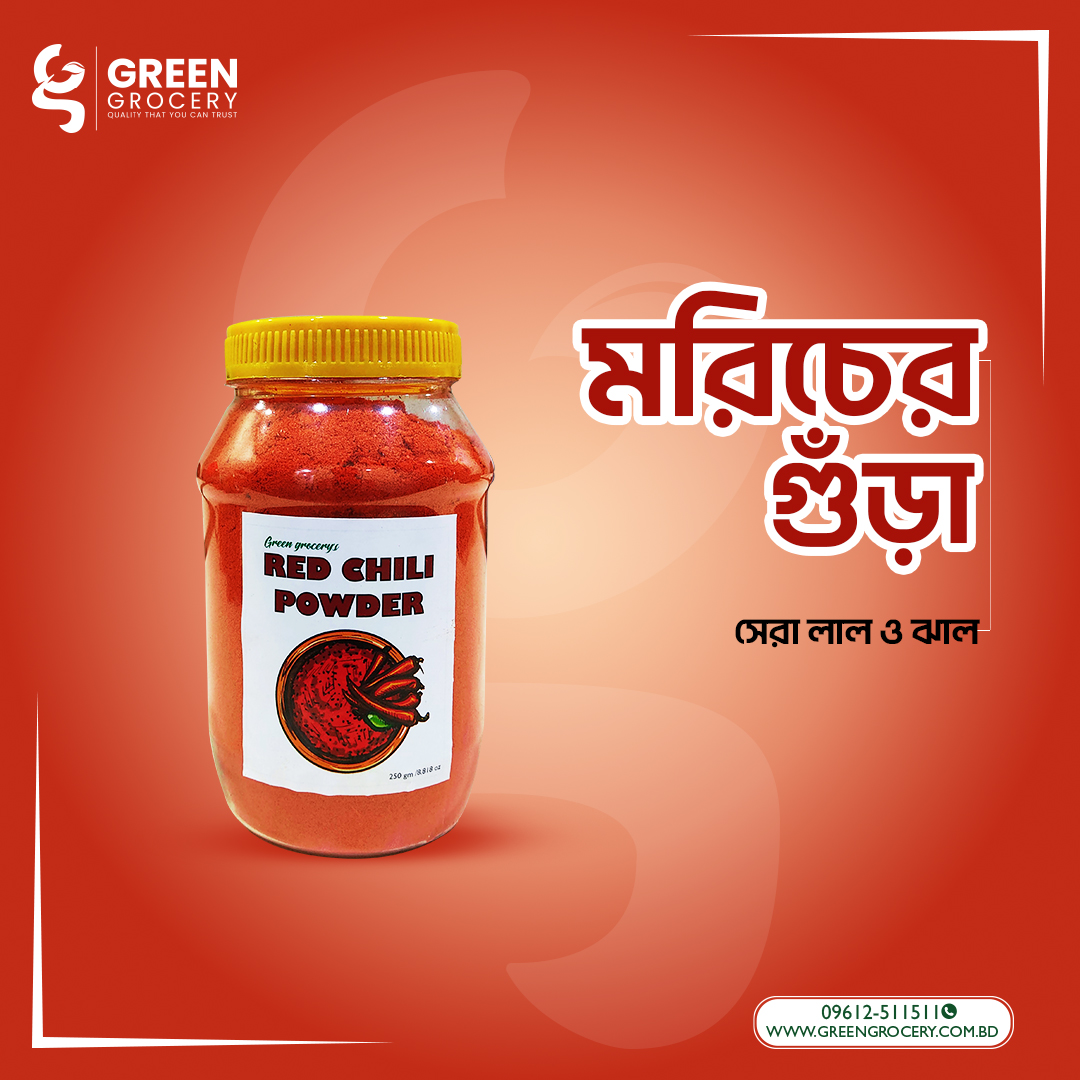 GREEN
GROCERY
QUALITY THAT YOU CAN TRUST
মরিচের
গুঁড়া
সেরা লাল ও ঝাল
Green grocery's
RED CHILI
POWDER
250 gm /8.818 oz
09612-511511
WWW.GREENGROCERY.COM.BD